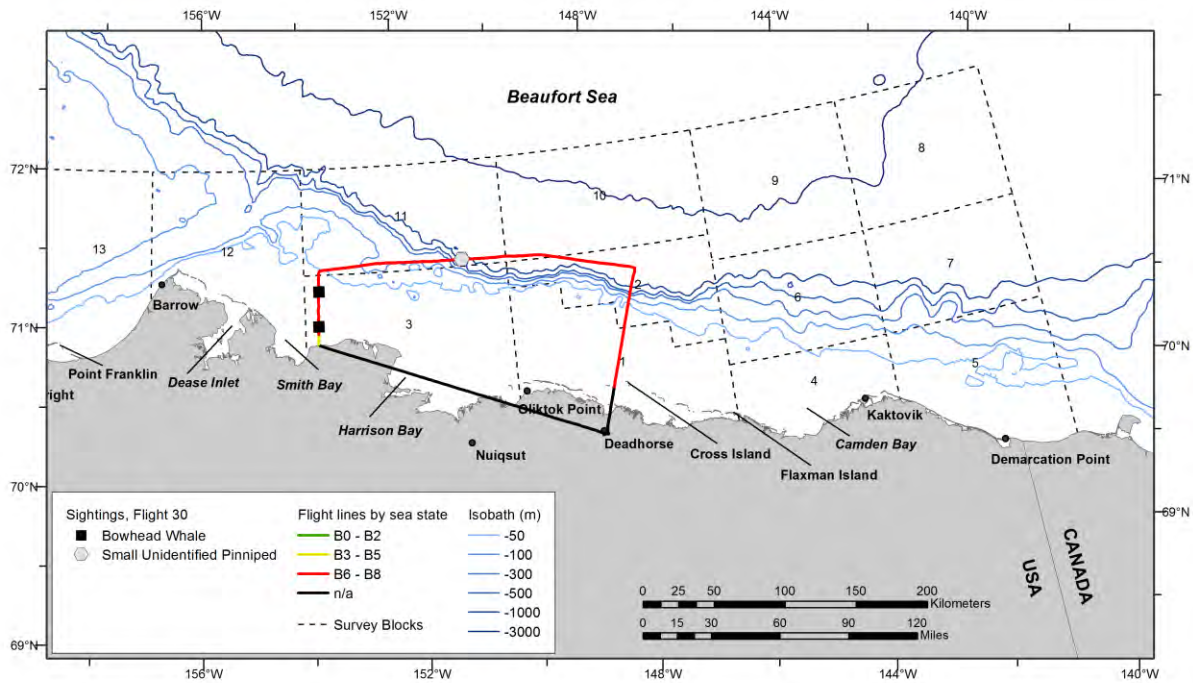 156°W 152°W 148°W 144°W 140°W
Beaufort Sea
72°N
71°N
8
9
10
11
13
12
7
2
6
Barrow
71°N
3
70°N
1
5
4
Point Franklin
Dease Inlet
Smith Bay
right
Oliktok Point
Kaktovik
Harrison Bay
Deadhorse
Cross Island
Camden Bay
Nuiqsut
Flaxman Island
Demarcation Point
70°N
69°N
Sightings, Flight 30
Bowhead Whale
Small Unidentified Pinniped
Flight lines by sea state
B0 - B2
B3 - B5
B6 - B8
n/a
Survey Blocks
Isobath (m)
-50
-100
-300
-500
-1000
-3000
USA
CANADA
0 25 50 100 150 200
Kilometers
0 15 30 60 90 120
Miles
69°N
156°W 152°W 148°W 144°W 140°W